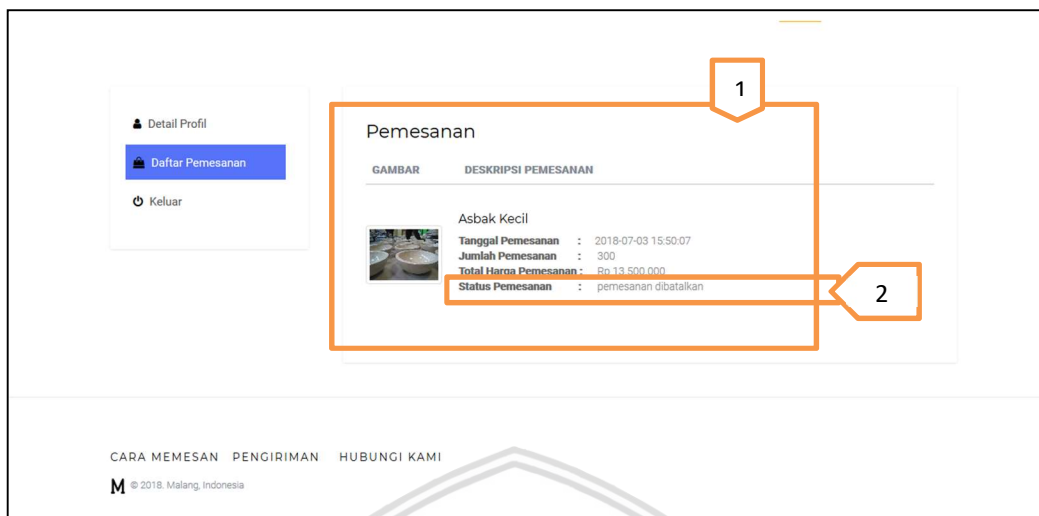 1
Detail Profil
Daftar Pemesanan
Keluar
Pemesanan
GAMBAR DESKRIPSI PEMESANAN
Asbak Kecil
Tanggal Pemesanan : 2018-07-03 15:50:07
Jumlah Pemesanan : 300
Total Harga Pemesanan : Rp 13.500.000
Status Pemesanan : pemesanan dibatalkan
2
CARA MEMESAN PENGIRIMAN HUBUNGI KAMI
M © 2018. Malang, Indonesia